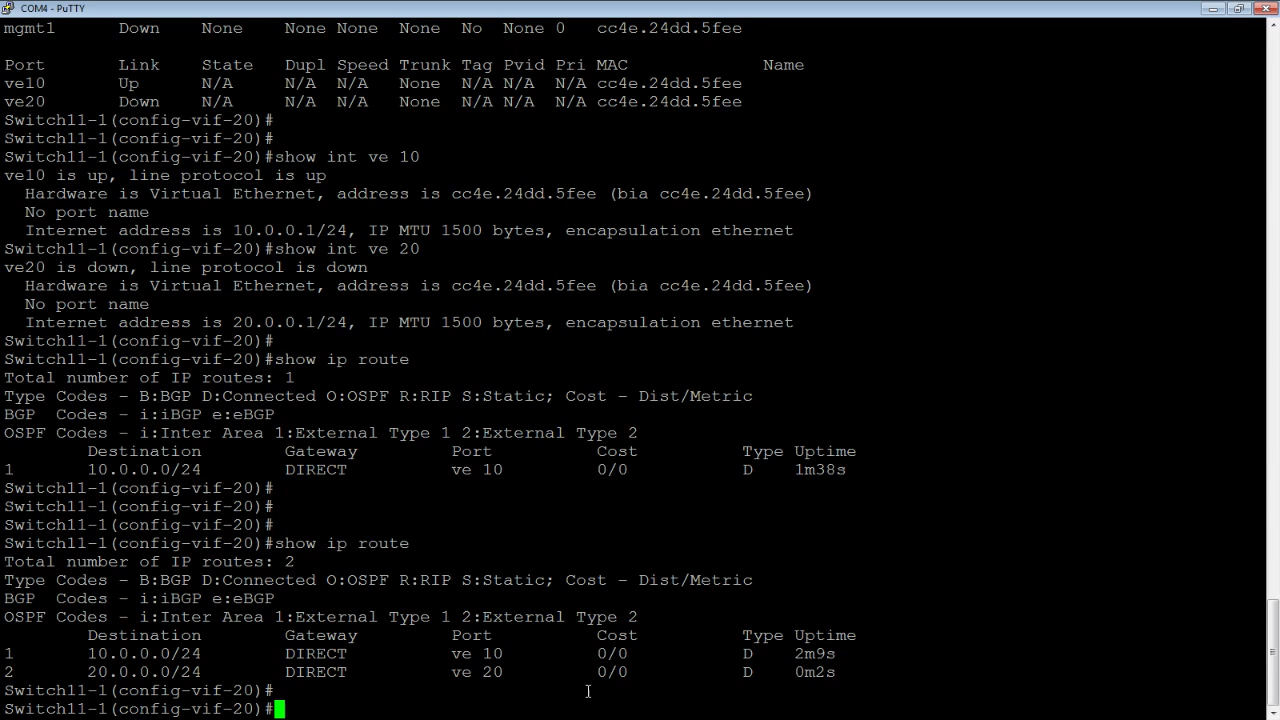 COM4 - PuTTY
mgmt1 Down None None None None No None 0 cc4e.24dd.5fee
Port Link State Dupl Speed Trunk Tag Pvid Pri MAC Name
ve10 Up N/A N/A N/A None N/A N/A N/A cc4e.24dd.5fee
ve20 Down N/A N/A N/A None N/A N/A N/A cc4e.24dd.5fee
Switch11-1(config-vif-20)#
Switch11-1(config-vif-20)#
Switch11-1(config-vif-20)#show int ve 10
ve10 is up, line protocol is up
Hardware is Virtual Ethernet, address is cc4e.24dd.5fee (bia cc4e.24dd.5fee)
No port name
Internet address is 10.0.0.1/24, IP MTU 1500 bytes, encapsulation ethernet
Switch11-1(config-vif-20)#show int ve 20
ve20 is down, line protocol is down
Hardware is Virtual Ethernet, address is cc4e.24dd.5fee (bia cc4e.24dd.5fee)
No port name
Internet address is 20.0.0.1/24, IP MTU 1500 bytes, encapsulation ethernet
Switch11-1(config-vif-20)#
Switch11-1(config-vif-20)#show ip route
Total number of IP routes: 1
Type Codes - B:BGP D:Connected O:OSPF R:RIP S:Static; Cost - Dist/Metric
BGP Codes - i:iBGP e:eBGP
OSPF Codes - i:Inter Area 1:External Type 1 2:External Type 2
Destination Gateway Port Cost Type Uptime
1 10.0.0.0/24 DIRECT ve 10 0/0 D 1m38s
Switch11-1(config-vif-20)#
Switch11-1(config-vif-20)#
Switch11-1(config-vif-20)#
Switch11-1(config-vif-20)#show ip route
Total number of IP routes: 2
Type Codes - B:BGP D:Connected O:OSPF R:RIP S:Static; Cost - Dist/Metric
BGP Codes - i:iBGP e:eBGP
OSPF Codes - i:Inter Area 1:External Type 1 2:External Type 2
Destination Gateway Port Cost Type Uptime
1 10.0.0.0/24 DIRECT ve 10 0/0 D 2m9s
2 20.0.0.0/24 DIRECT ve 20 0/0 D 0m2s
Switch11-1(config-vif-20)#
Switch11-1(config-vif-20)#